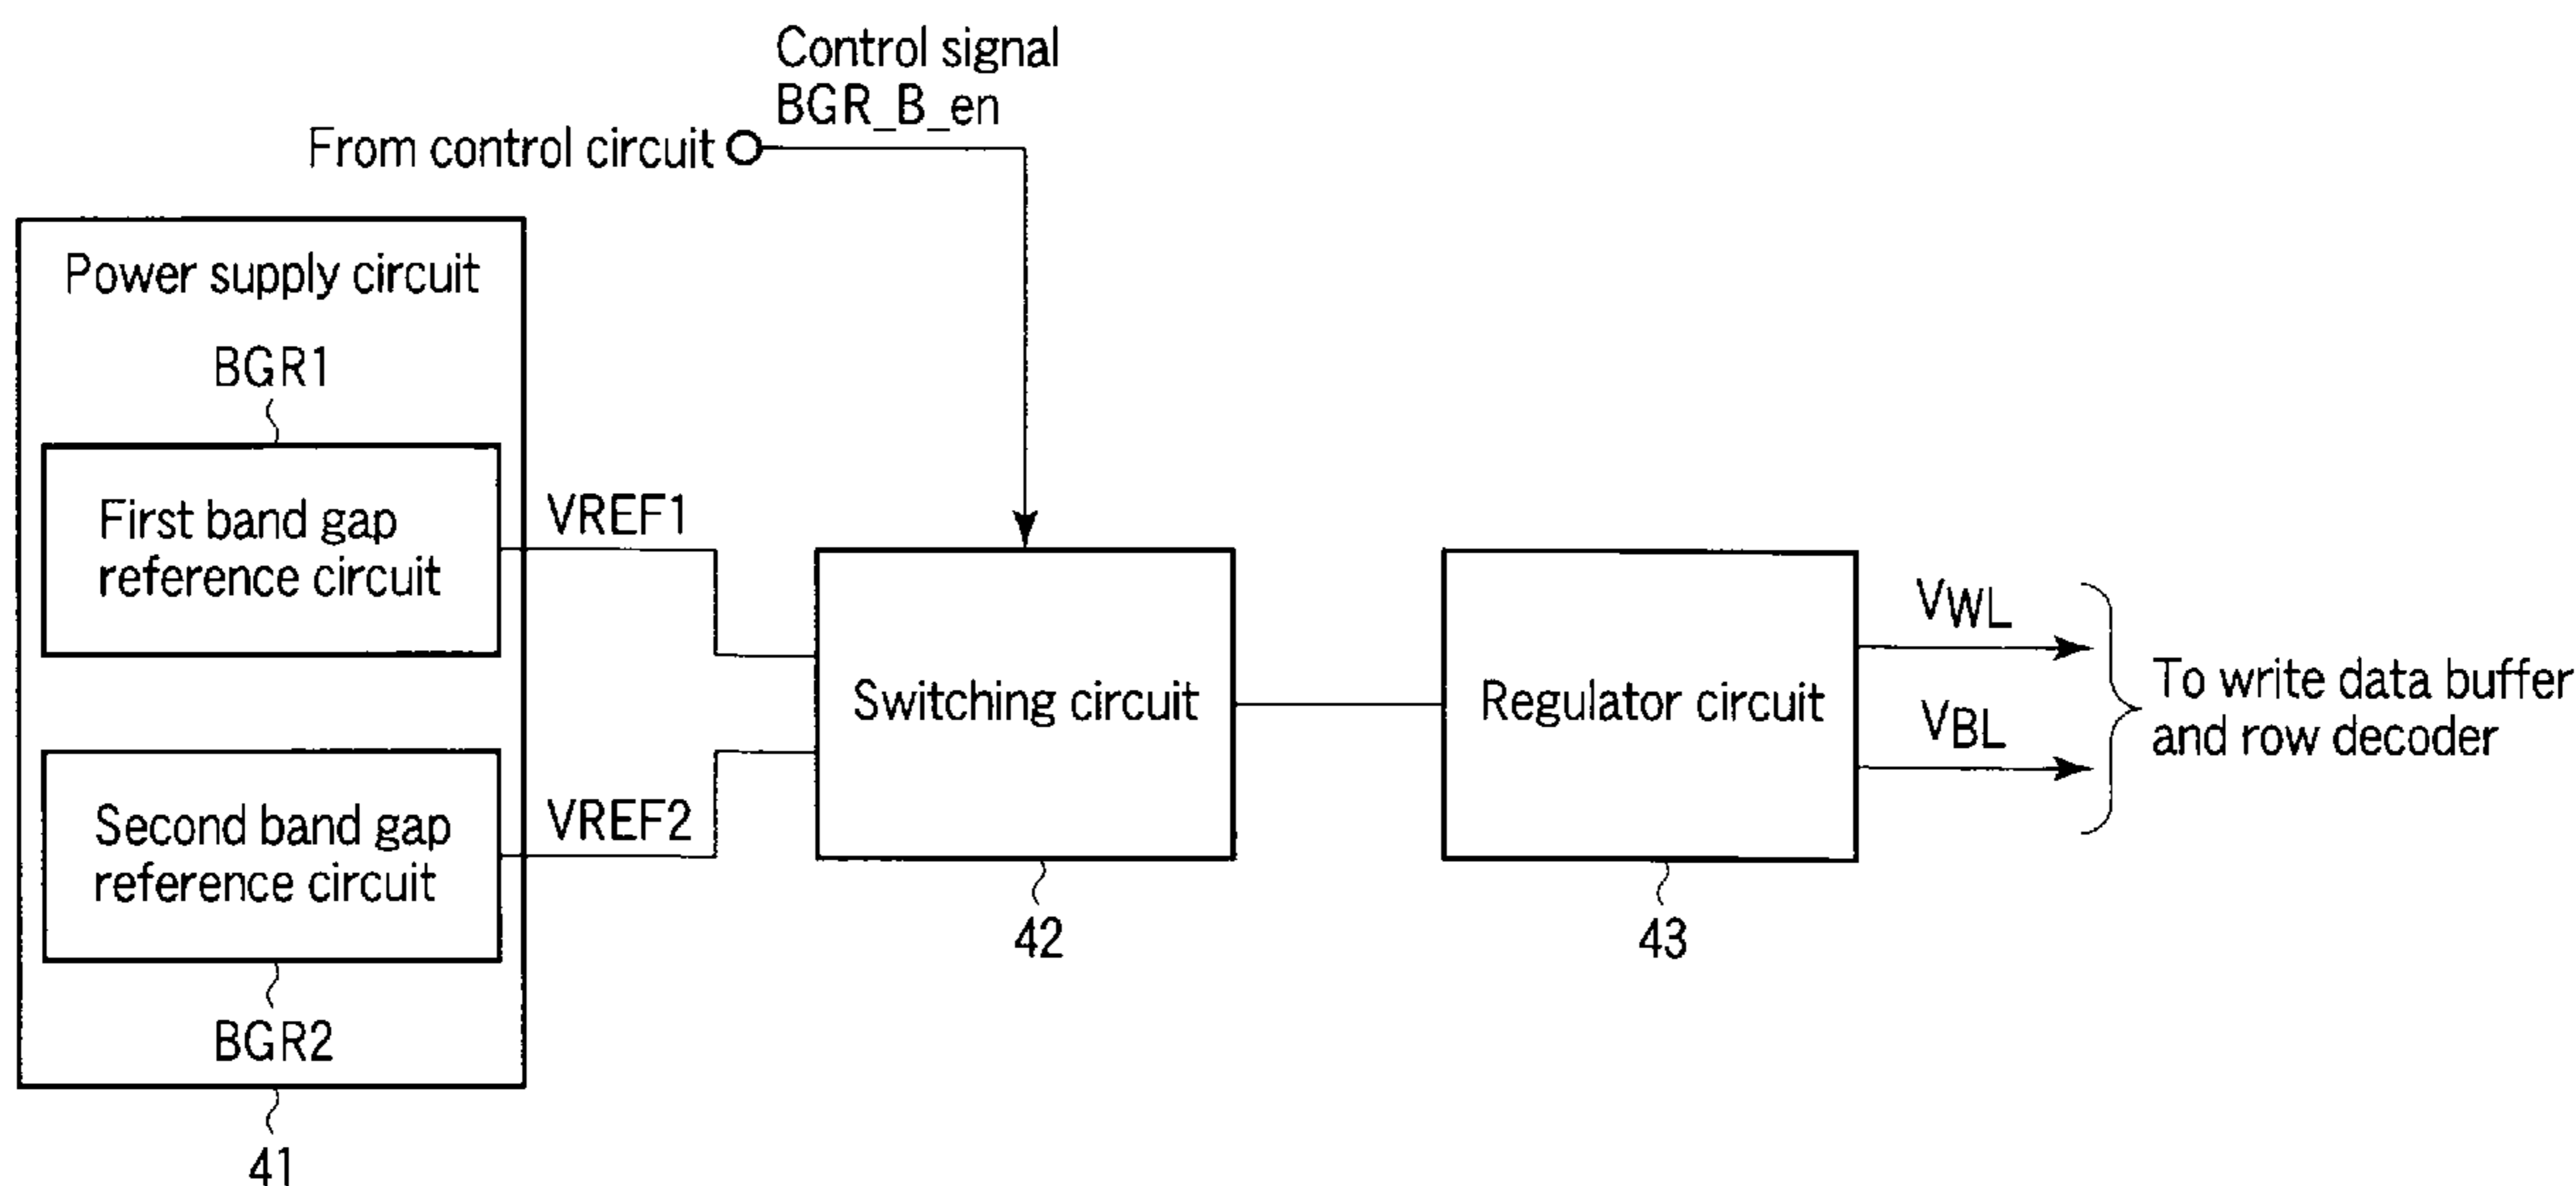 Control signal
BGR_B_en
From control circuit
Power supply circuit
BGR1
First band gap
reference circuit
VREF1
Second band gap
reference circuit
VREF2
BGR2
41
Switching circuit
42
Regulator circuit
43
VWL
VBL
To write data buffer
and row decoder